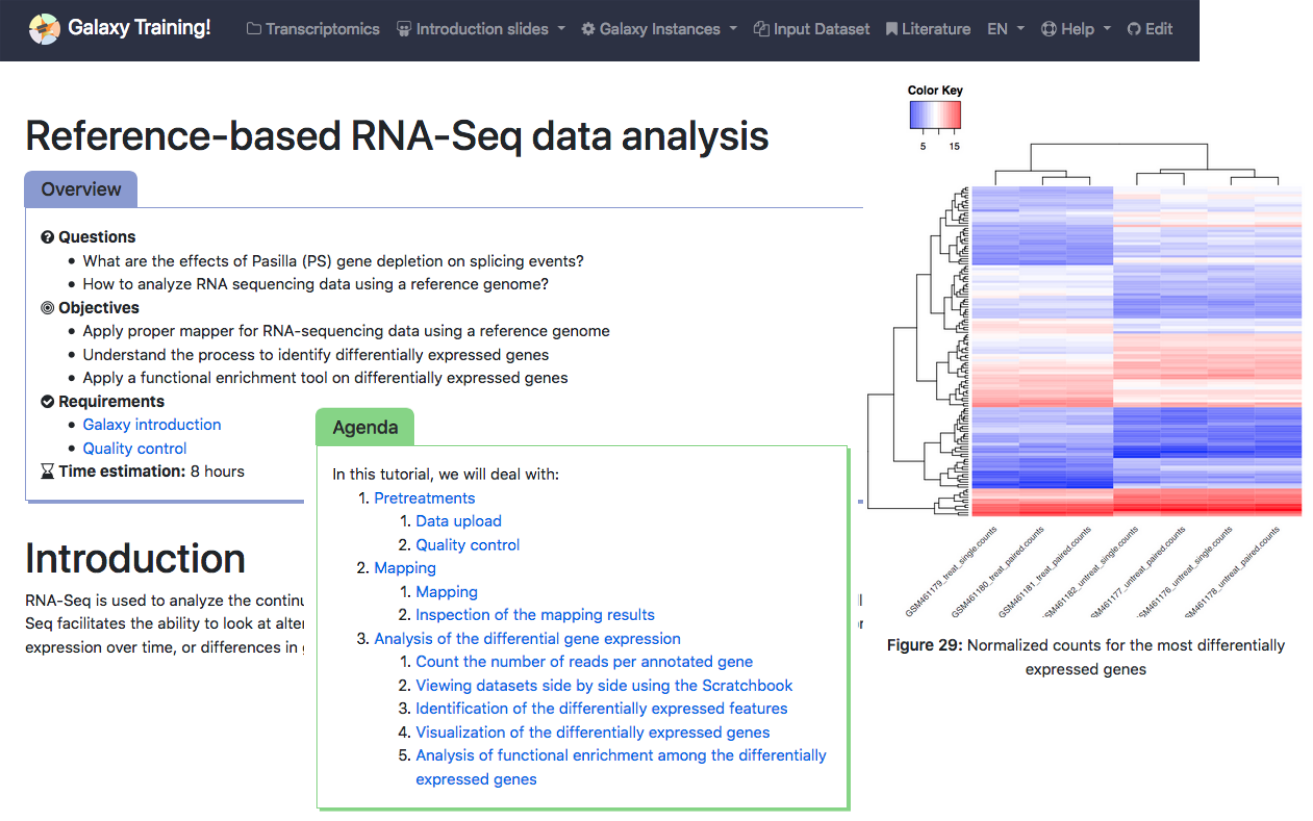 Galaxy Training! Transcriptomics Introduction slides Galaxy Instances Input Dataset Literature EN Help Edit
Reference-based RNA-Seq data analysis
Overview
Questions
What are the effects of Pasilla (PS) gene depletion on splicing events?
How to analyze RNA sequencing data using a reference genome?
Objectives
Apply proper mapper for RNA-sequencing data using a reference genome
Understand the process to identify differentially expressed genes
Apply a functional enrichment tool on differentially expressed genes
Requirements
Galaxy introduction
Quality control
Time estimation: 8 hours
Introduction
RNA-Seq is used to analyze the
Seq facilitates the ability to look at
expression over time, or differences in
Agenda
In this tutorial, we will deal with:
1. Pretreatments
1. Data upload
2. Quality control
2. Mapping
1. Mapping
2. Inspection of the mapping results
3. Analysis of the differential gene expression
1. Count the number of reads per annotated gene
2. Viewing datasets side by side using the Scratchbook
3. Identification of the differentially expressed features
4. Visualization of the differentially expressed genes
5. Analysis of functional enrichment among the differentially
expressed genes
Color Key
5 15
GSM461179_treat_single.counts
GSM461180_treat_paired.counts
GSM461181_treat_paired.counts
SM461182_untreat_single.counts
SM461177_untreat_paired.counts
SM461176_untreat_single.counts
SM461178_untreat_paired.counts
Figure 29: Normalized counts for the most differentially
expressed genes